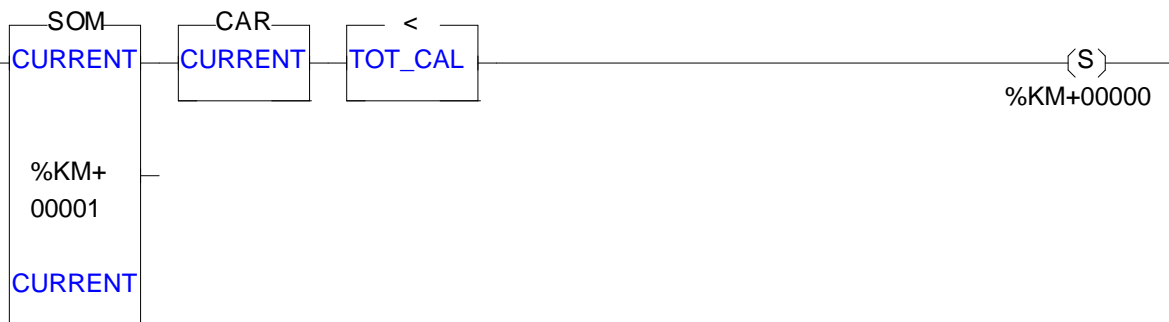 SOM CAR <
CURRENT CURRENT TOT_CAL (S)
%KM+00000
%KM+
00001
CURRENT